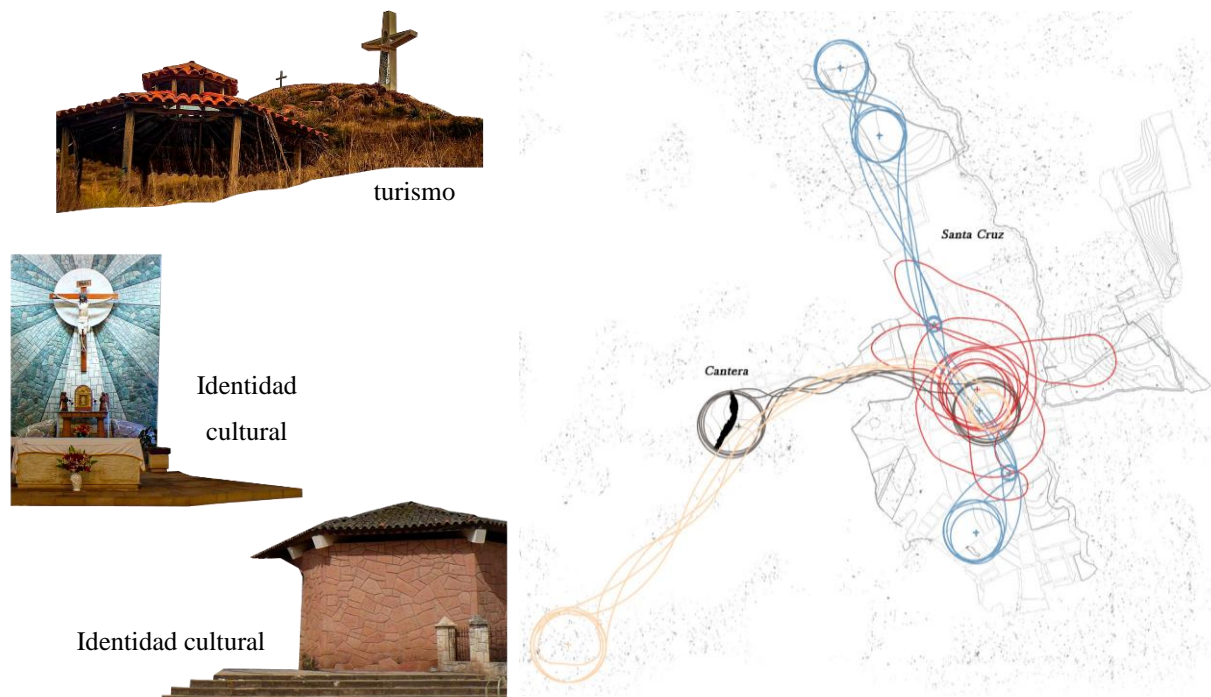 turismo
Santa Cruz
Cantera
Identidad
cultural
Identidad cultural